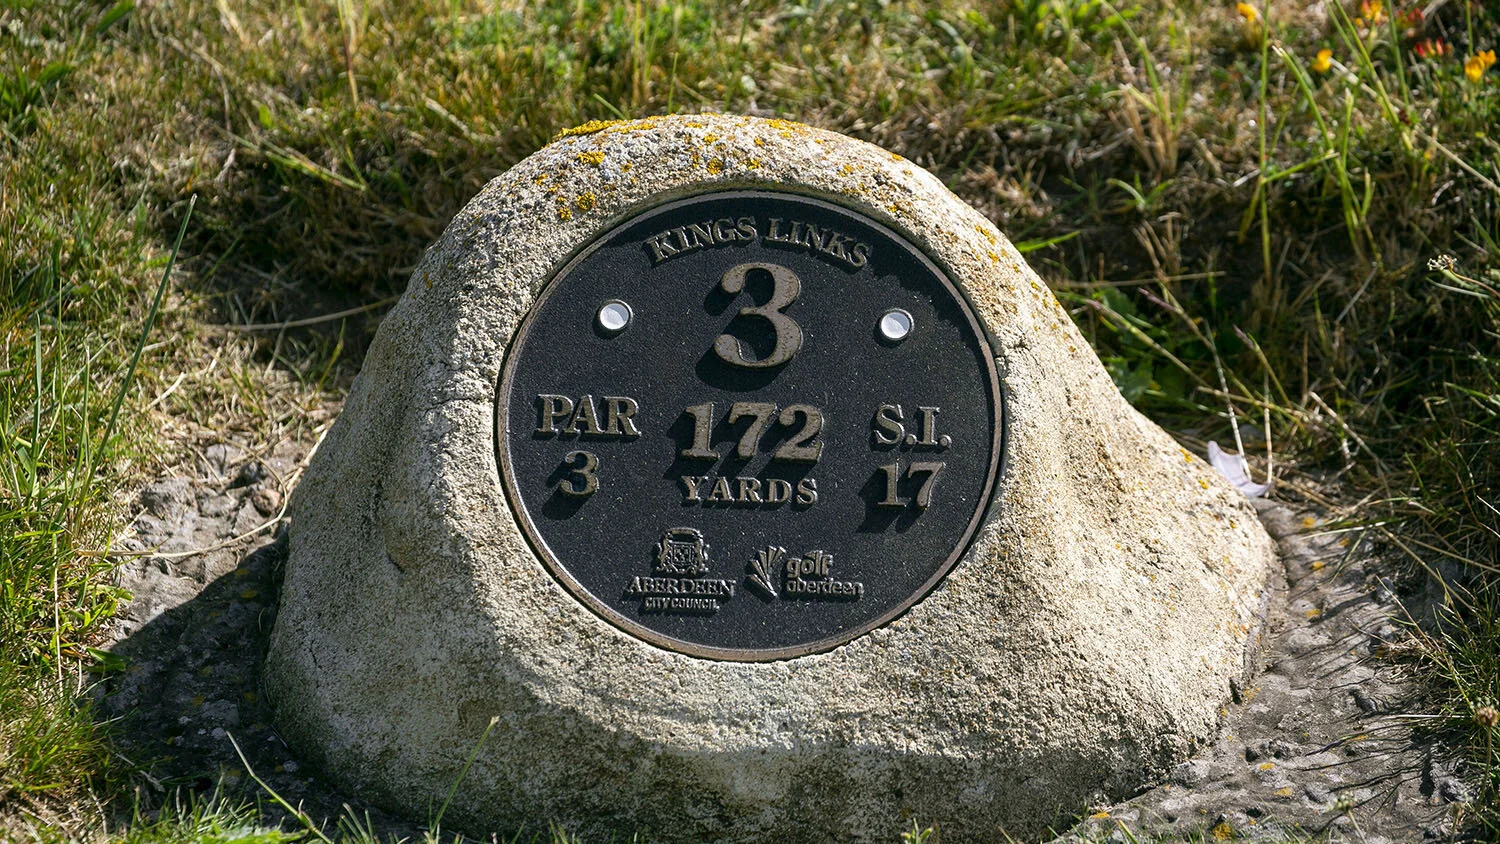 KINGS LINKS
3
PAR 172 S.I.
3 YARDS 17
ABERDEEN
CITY COUNCIL
golf
aberdeen